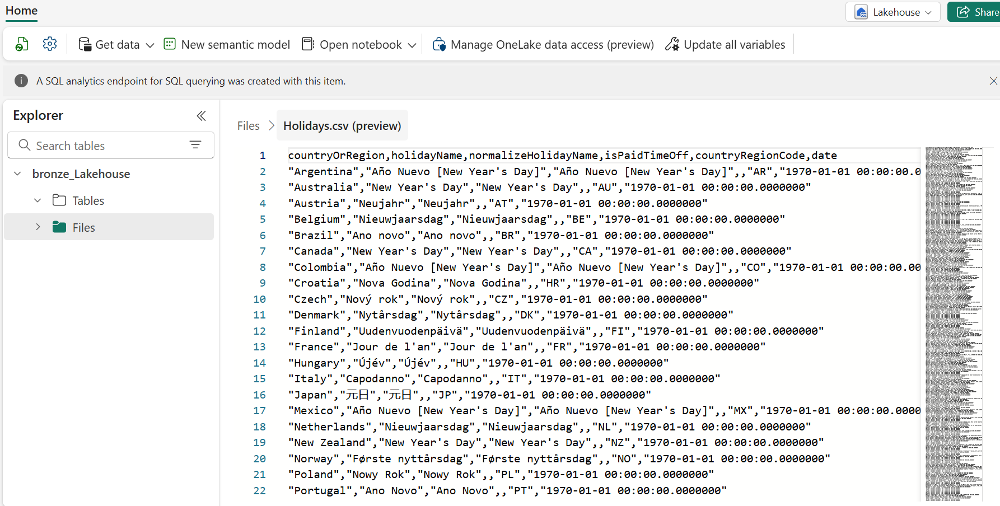 Home
Lakehouse
Share
Get data
New semantic model
Open notebook
Manage OneLake data access (preview)
Update all variables
A SQL analytics endpoint for SQL querying was created with this item.
Explorer
Search tables
bronze_Lakehouse
Tables
Files
Files > Holidays.csv (preview)
1 countryOrRegion,holidayName,normalizeHolidayName,isPaidTimeOff,countryRegionCode,date
2 "Argentina","Año Nuevo [New Year's Day]","Año Nuevo [New Year's Day]",,"AR","1970-01-01 00:00:00.0
3 "Australia","New Year's Day","New Year's Day",,"AU","1970-01-01 00:00:00.0000000"
4 "Austria","Neujahr","Neujahr",,"AT","1970-01-01 00:00:00.0000000"
5 "Belgium","Nieuwjaarsdag","Nieuwjaarsdag",,"BE","1970-01-01 00:00:00.0000000"
6 "Brazil","Ano novo","Ano novo",,"BR","1970-01-01 00:00:00.0000000"
7 "Canada","New Year's Day","New Year's Day",,"CA","1970-01-01 00:00:00.0000000"
8 "Colombia","Año Nuevo [New Year's Day]","Año Nuevo [New Year's Day]",,"CO","1970-01-01 00:00:00.00
9 "Croatia","Nova Godina","Nova Godina",,"HR","1970-01-01 00:00:00.0000000"
10 "Czech","Nový rok","Nový rok",,"CZ","1970-01-01 00:00:00.0000000"
11 "Denmark","Nytårsdag","Nytårsdag",,"DK","1970-01-01 00:00:00.0000000"
12 "Finland","Uudenvuodenpäivä","Uudenvuodenpäivä",,"FI","1970-01-01 00:00:00.0000000"
13 "France","Jour de l'an","Jour de l'an",,"FR","1970-01-01 00:00:00.0000000"
14 "Hungary","Újév","Újév",,"HU","1970-01-01 00:00:00.0000000"
15 "Italy","Capodanno","Capodanno",,"IT","1970-01-01 00:00:00.0000000"
16 "Japan","元日","元日",,"JP","1970-01-01 00:00:00.0000000"
17 "Mexico","Año Nuevo [New Year's Day]","Año Nuevo [New Year's Day]",,"MX","1970-01-01 00:00:00.0000
18 "Netherlands","Nieuwjaarsdag","Nieuwjaarsdag",,"NL","1970-01-01 00:00:00.0000000"
19 "New Zealand","New Year's Day","New Year's Day",,"NZ","1970-01-01 00:00:00.0000000"
20 "Norway","Første nyttårsdag","Første nyttårsdag",,"NO","1970-01-01 00:00:00.0000000"
21 "Poland","Nowy Rok","Nowy Rok",,"PL","1970-01-01 00:00:00.0000000"
22 "Portugal","Ano Novo","Ano Novo",,"PT","1970-01-01 00:00:00.0000000"